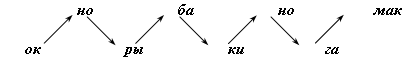 но ба но мак
ок ры ки га